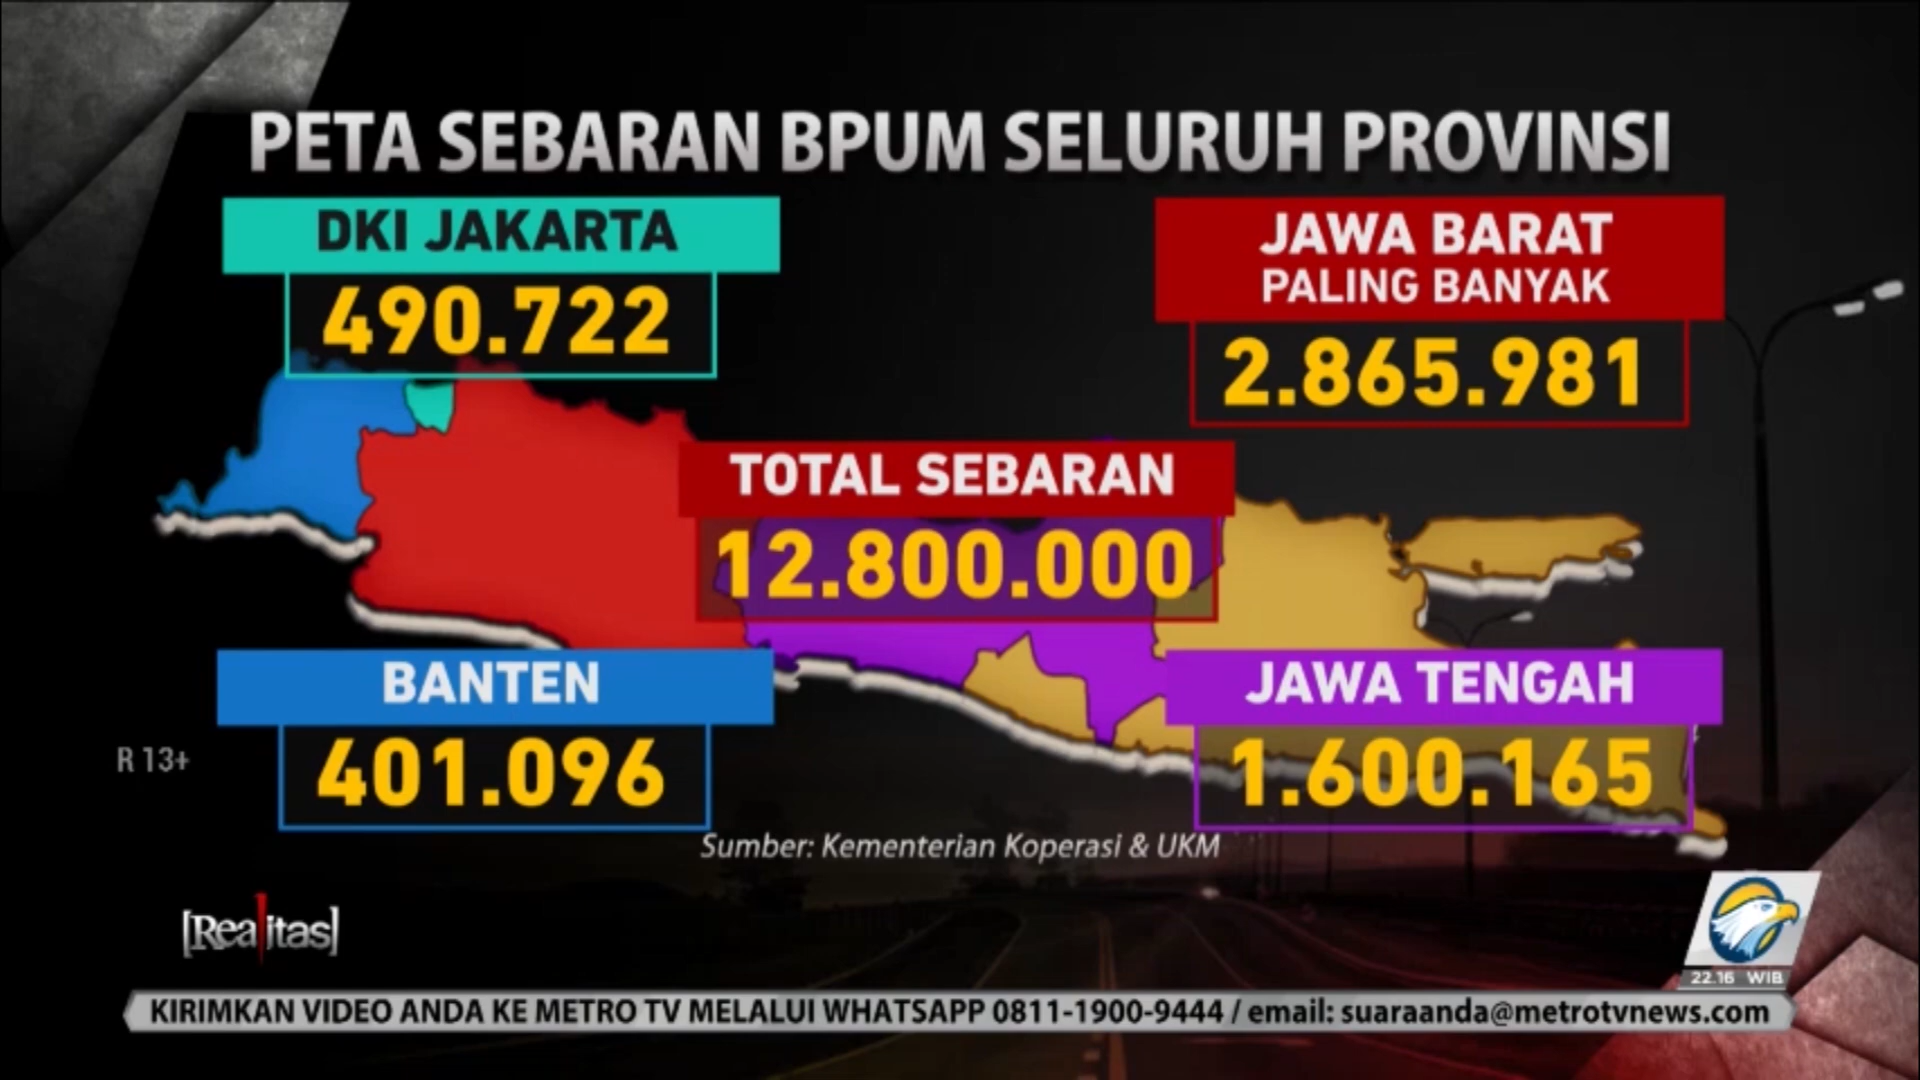 PETA SEBARAN BPUM SELURUH PROVINSI
DKI JAKARTA
490.722
JAWA BARAT
PALING BANYAK
2.865.981
TOTAL SEBARAN
12.800.000
BANTEN
401.096
JAWA TENGAH
1.600.165
R 13+
Sumber: Kementerian Koperasi & UKM
[Realitas]
22.16 WIB
KIRIMKAN VIDEO ANDA KE METRO TV MELALUI WHATSAPP 0811-1900-9444 / email: suaraanda@metrotvnews.com